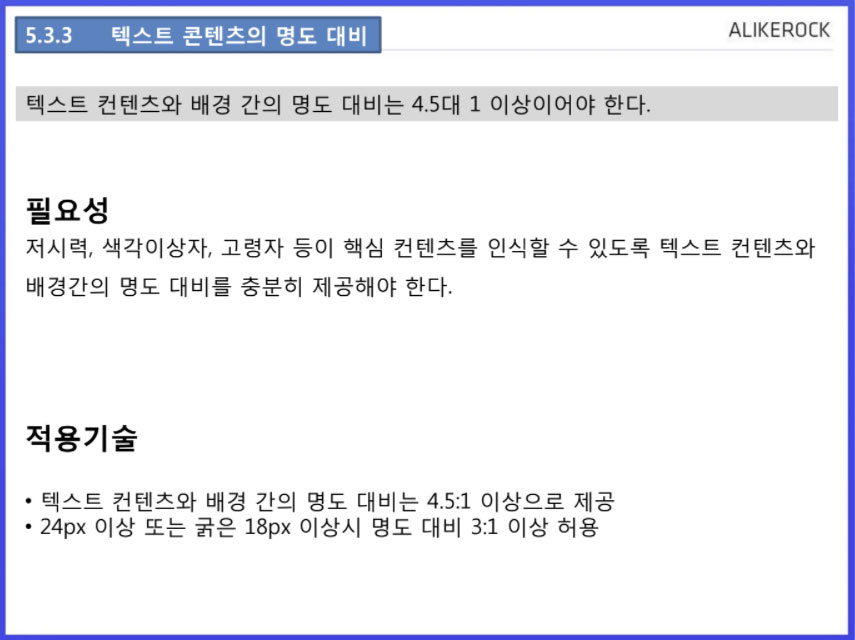 5.3.3 텍스트 콘텐츠의 명도 대비
ALIKEROCK
텍스트 컨텐츠와 배경 간의 명도 대비는 4.5대 1 이상이어야 한다.
필요성
저시력, 색각이상자, 고령자 등이 핵심 컨텐츠를 인식할 수 있도록 텍스트 컨텐츠와
배경간의 명도 대비를 충분히 제공해야 한다.
적용기술
• 텍스트 컨텐츠와 배경 간의 명도 대비는 4.5:1 이상으로 제공
• 24px 이상 또는 굵은 18px 이상시 명도 대비 3:1 이상 허용